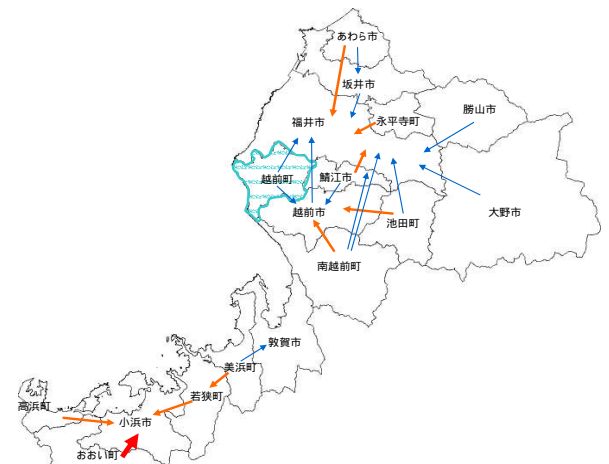 あわら市
坂井市
福井市
永平寺町
勝山市
越前町
鯖江市
越前市
池田町
大野市
南越前町
敦賀市
美浜町
若狭町
高浜町
小浜市
おおい町